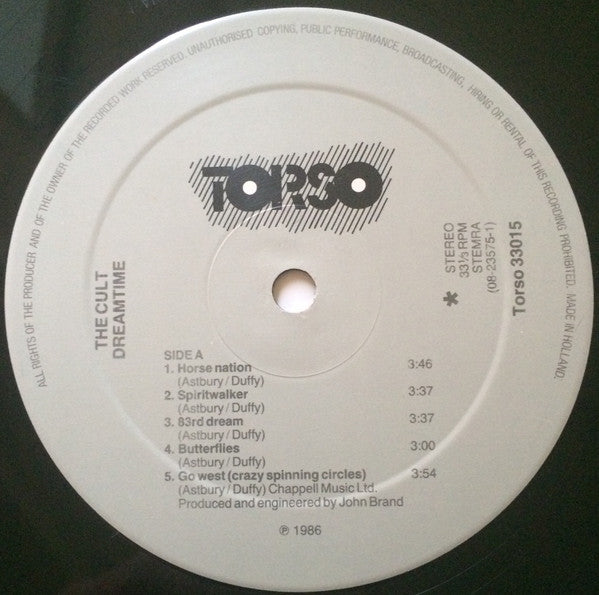 ALL RIGHTS OF THE PRODUCER AND OF THE OWNER OF THE RECORDED WORK RESERVED. UNAUTHORISED COPYING, PUBLIC PERFORMANCE, BROADCASTING, HIRING OR RENTAL OF THIS RECORDING PROHIBITED. MADE IN HOLLAND.
TORSO
THE CULT
DREAMTIME
*
STEREO
33⅓ RPM
STEMRA
(08-23575-1)
Torso 33015
SIDE A
1. Horse nation 3:46
(Astbury/Duffy)
2. Spiritwalker 3:37
(Astbury/Duffy)
3. 83rd dream 3:37
(Astbury/Duffy)
4. Butterflies 3:00
(Astbury/Duffy)
5. Go west (crazy spinning circles) 3:54
(Astbury/Duffy) Chappell Music Ltd.
Produced and engineered by John Brand
℗ 1986